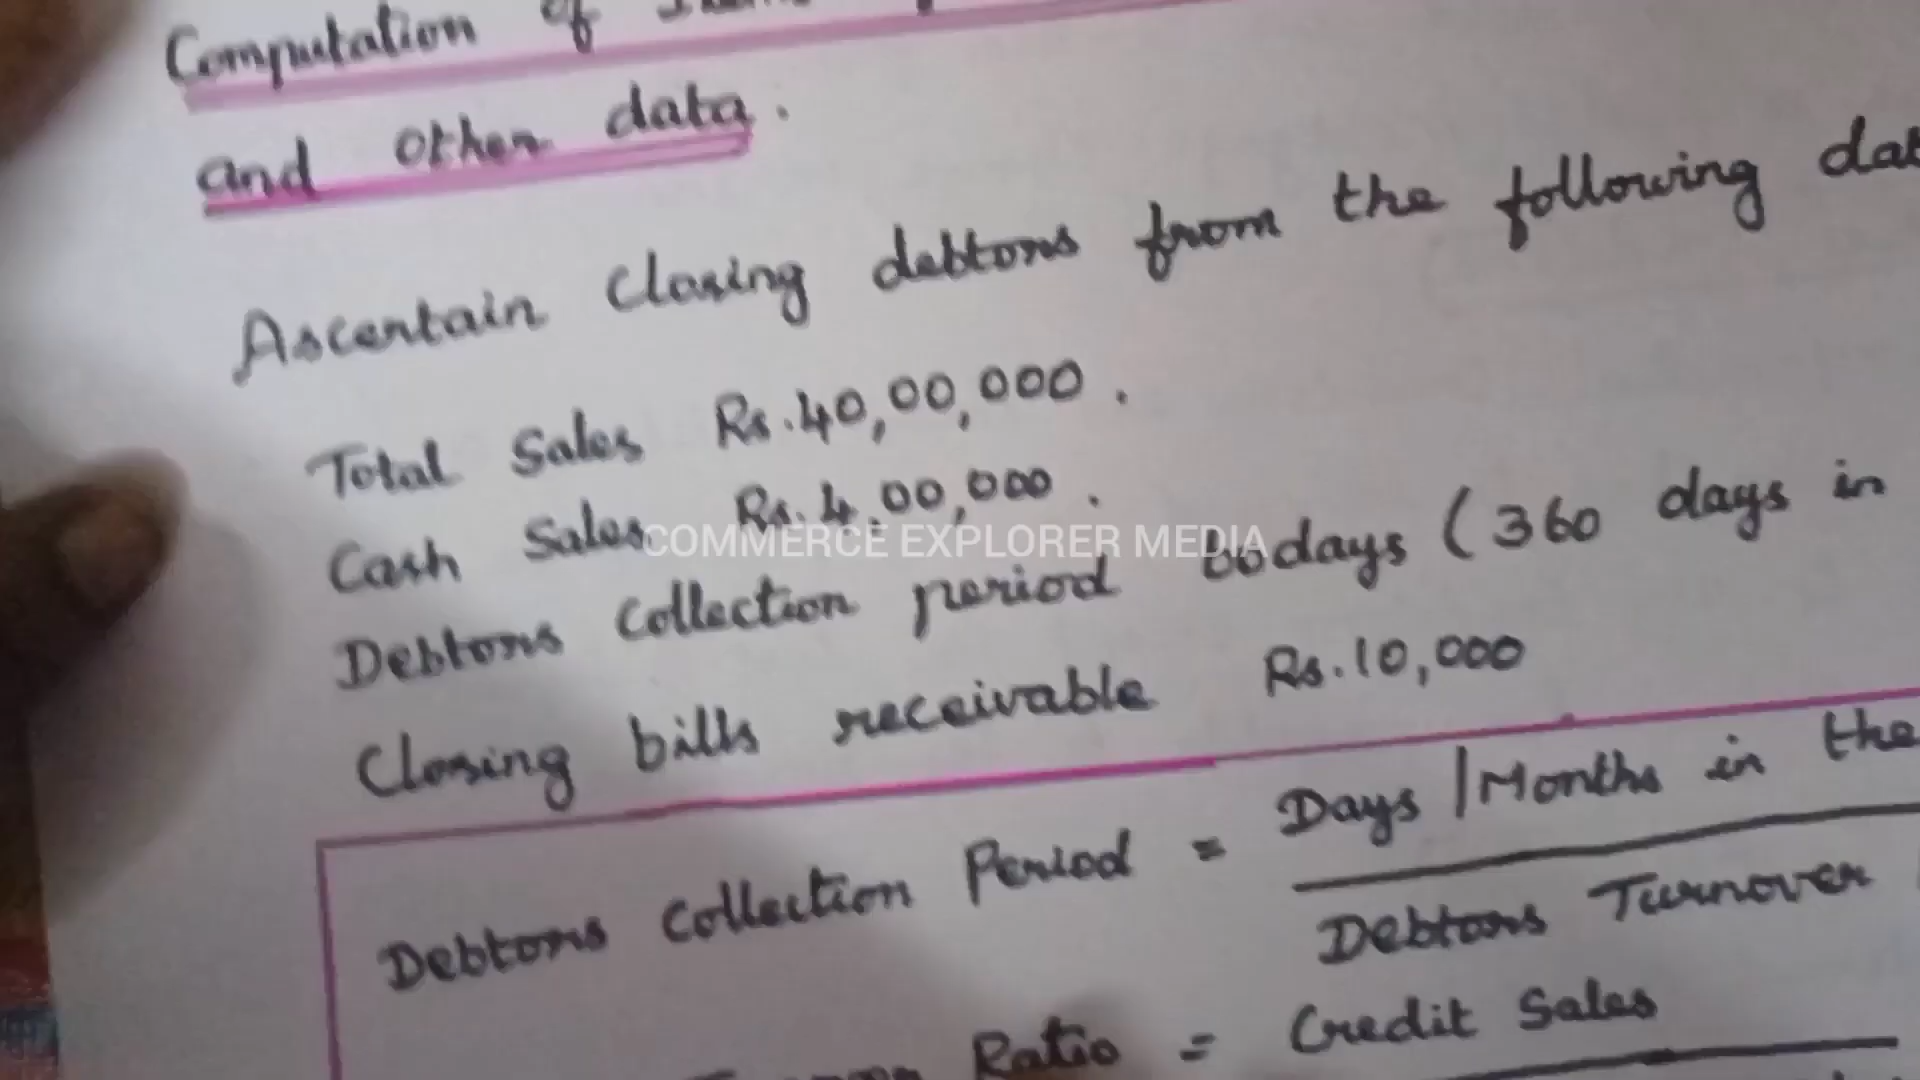 Computation of
and other data.
Ascertain closing debtors from the following
Total Sales Rs.40,00,000.
Cash Sales Rs.4,00,000.
Debtors collection period 60days (360 days in
Closing bills receivable Rs.10,000
Debtors collection Period = Days/Months in the
Debtors Turnover
Ratio = Credit Sales
COMMERCE EXPLORER MEDIA